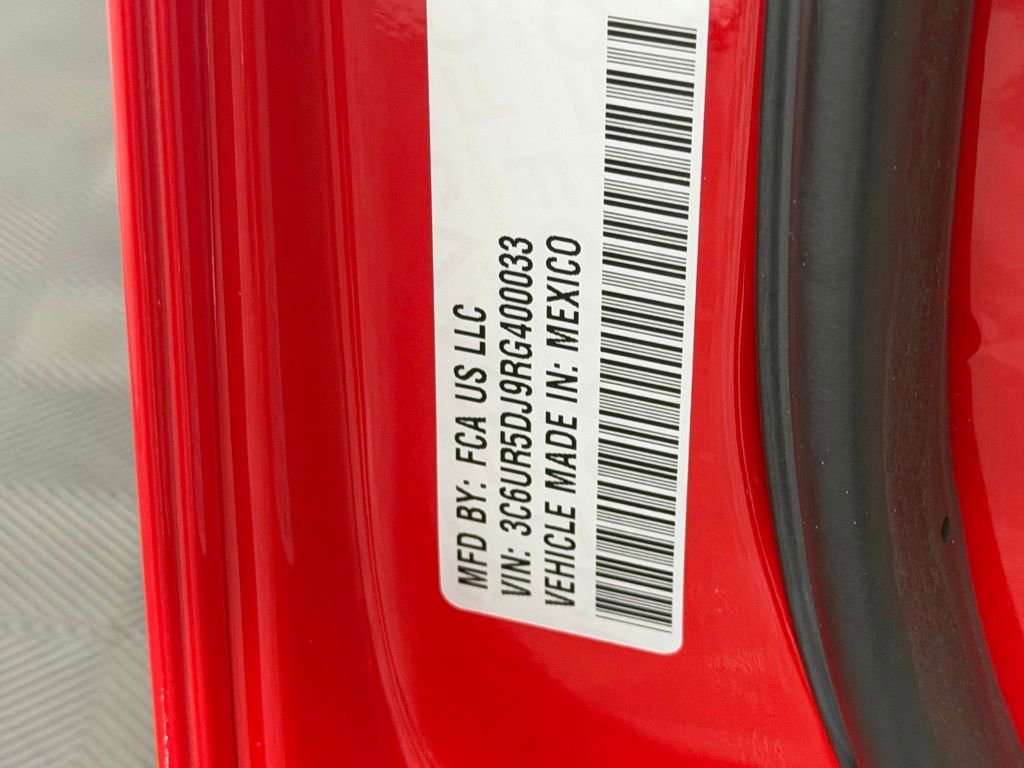 MFD BY: FCA US LLC
VIN: 3C6UR5DJ9RG400033
VEHICLE MADE IN: MEXICO